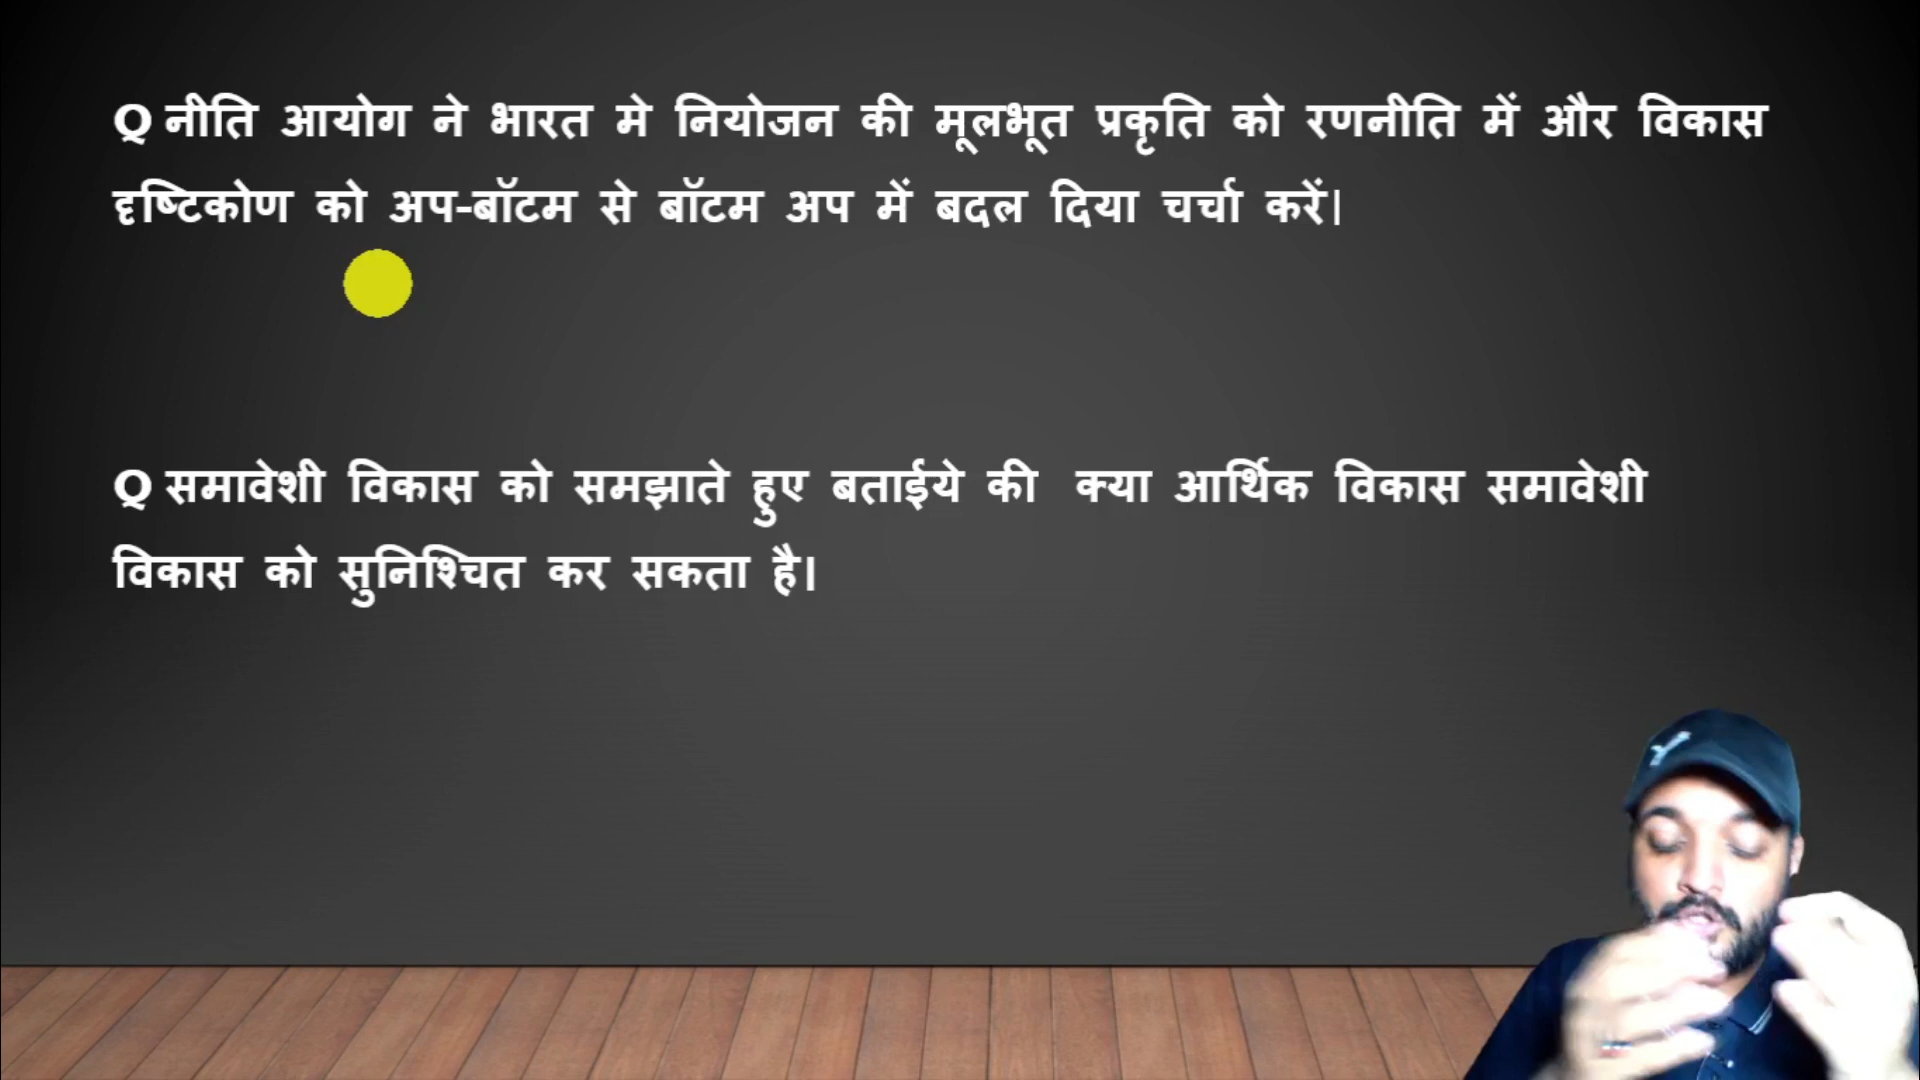 Q नीति आयोग ने भारत मे नियोजन की मूलभूत प्रकृति को रणनीति में और विकास
दृष्टिकोण को अप-बॉटम से बॉटम अप में बदल दिया चर्चा करें|
Q समावेशी विकास को समझाते हुए बताईये की क्या आर्थिक विकास समावेशी
विकास को सुनिश्चित कर सकता है।